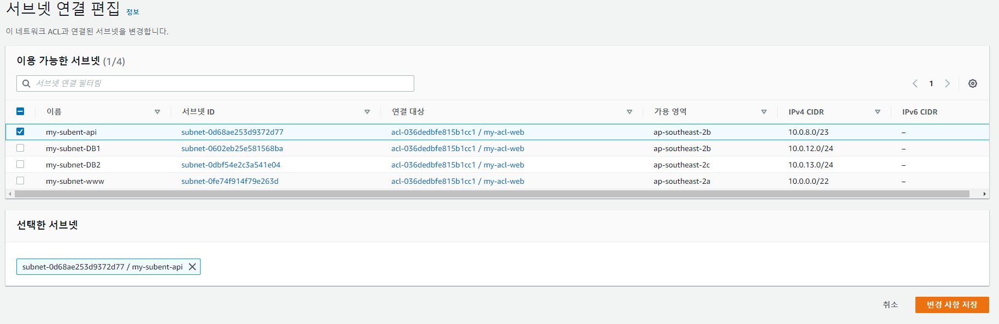 서브넷 연결 편집 정보
이 네트워크 ACL과 연결된 서브넷을 변경합니다.
이용 가능한 서브넷 (1/4)
서브넷 연결 필터링
1
이름 서브넷 ID 연결 대상 가용 영역 IPv4 CIDR IPv6 CIDR
my-subent-api subnet-0d68ae253d9372d77 acl-036dedbfe815b1cc1 / my-acl-web ap-southeast-2b 10.0.8.0/23 –
my-subnet-DB1 subnet-0602eb25e581568ba acl-036dedbfe815b1cc1 / my-acl-web ap-southeast-2b 10.0.12.0/24 –
my-subnet-DB2 subnet-0dbf54e2c3a541e04 acl-036dedbfe815b1cc1 / my-acl-web ap-southeast-2c 10.0.13.0/24 –
my-subnet-www subnet-0fe74f914f79e263d acl-036dedbfe815b1cc1 / my-acl-web ap-southeast-2a 10.0.0.0/22 –
선택한 서브넷
subnet-0d68ae253d9372d77 / my-subent-api
취소 변경 사항 저장